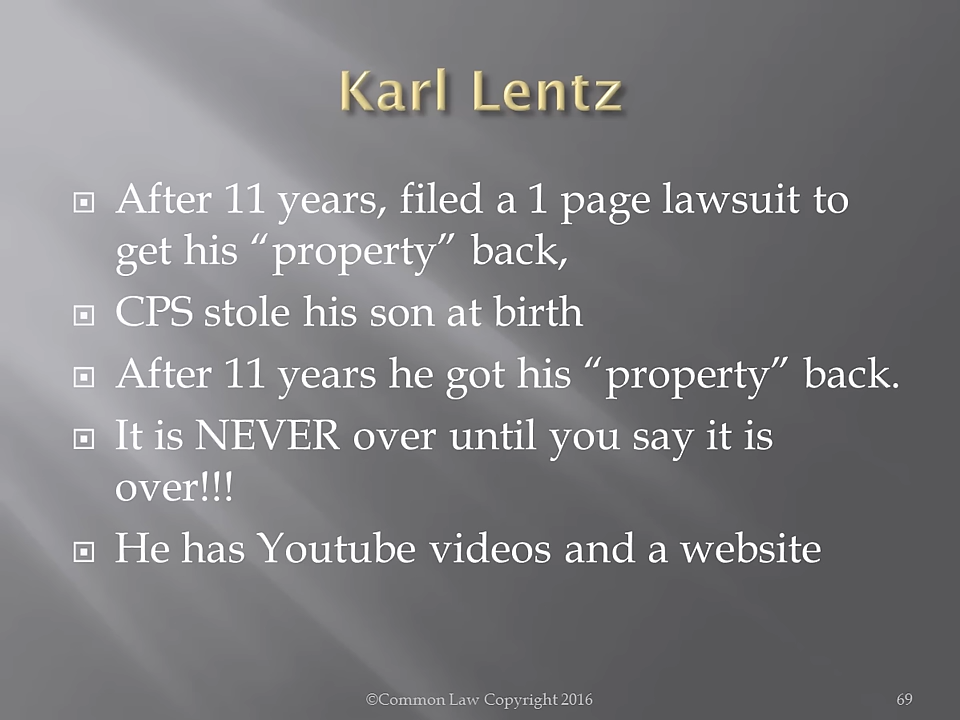 Karl Lentz
After 11 years, filed a 1 page lawsuit to
get his “property” back,
CPS stole his son at birth
After 11 years he got his “property” back.
It is NEVER over until you say it is
over!!!
He has Youtube videos and a website
©Common Law Copyright 2016
69